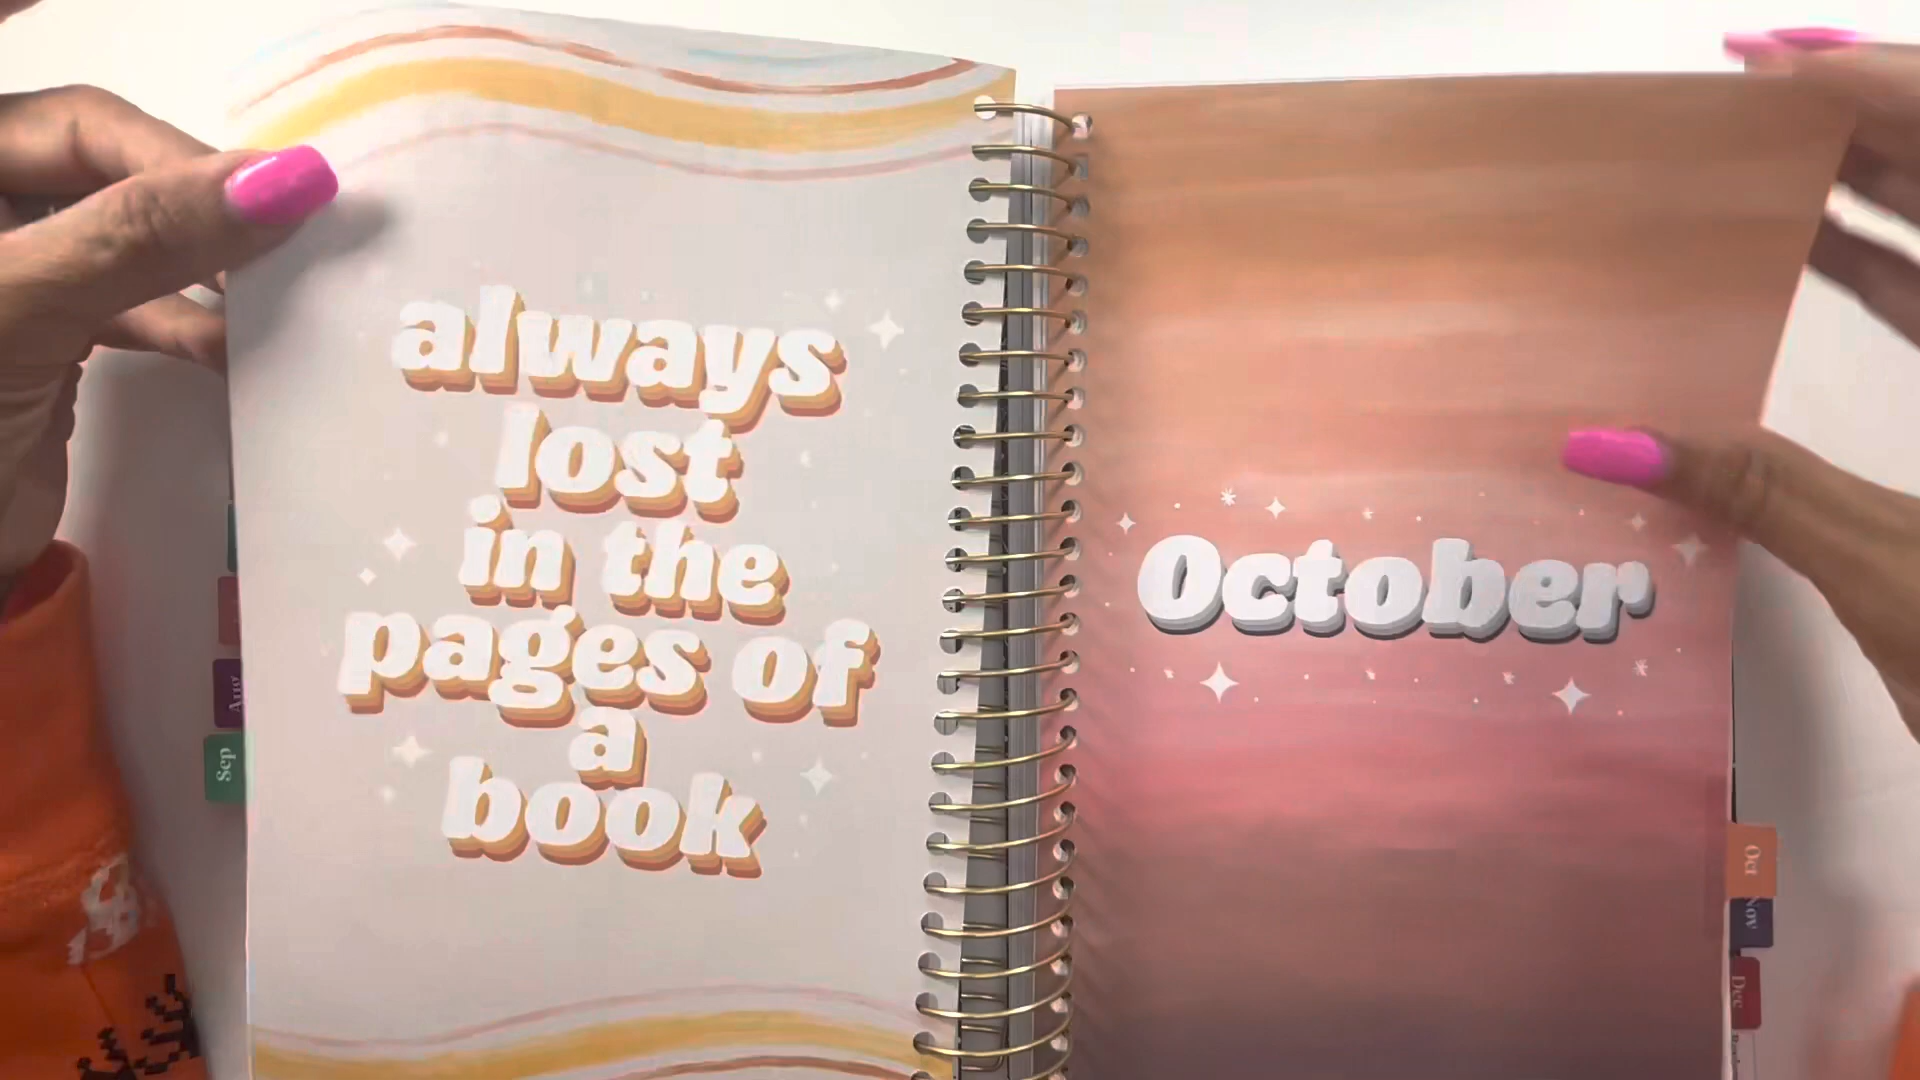 always
lost
in the
pages of
a
book
October
Aug
Sep
Oct
Nov
Dec